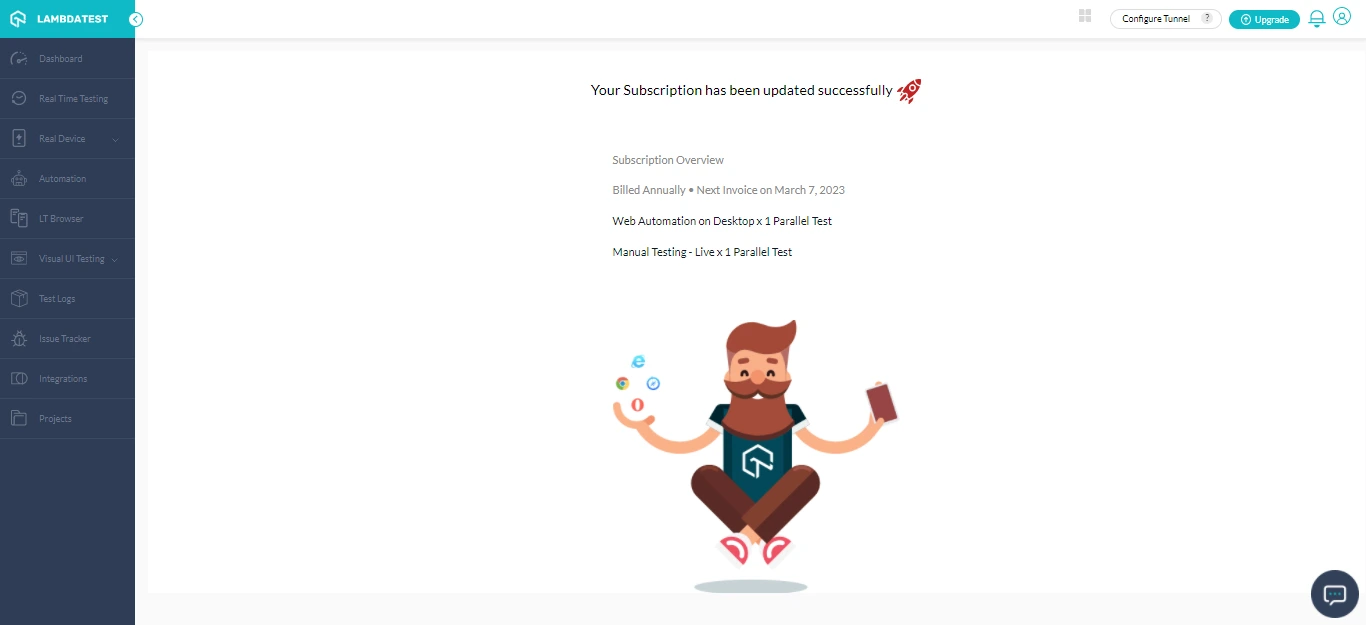 LAMBDATEST
Configure Tunnel ?
Upgrade
Dashboard
Real Time Testing
Real Device
Automation
LT Browser
Visual UI Testing
Test Logs
Issue Tracker
Integrations
Projects
Your Subscription has been updated successfully
Subscription Overview
Billed Annually • Next Invoice on March 7, 2023
Web Automation on Desktop x 1 Parallel Test
Manual Testing - Live x 1 Parallel Test